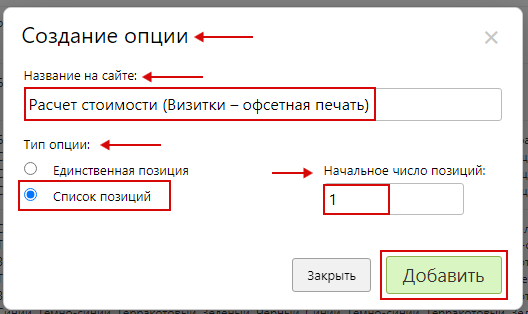 Создание опции
Название на сайте:
Расчет стоимости (Визитки – офсетная печать)
Тип опции:
Единственная позиция
Начальное число позиций:
Список позиций
1
Закрыть
Добавить